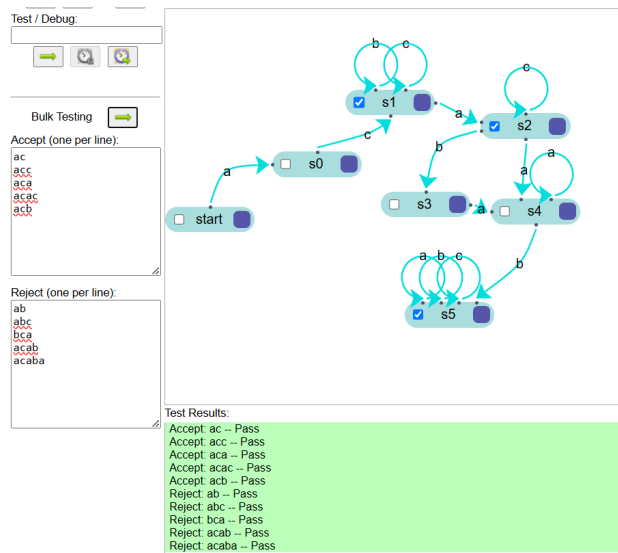 Test / Debug:
Bulk Testing
Accept (one per line):
ac
acc
aca
acac
acb
Reject (one per line):
ab
abc
bca
acab
acaba
b c
s1
c
s2
a
b
c
s0
a
start
s3
a
a
a
s4
b
a b c
s5
Test Results:
Accept: ac -- Pass
Accept: acc -- Pass
Accept: aca -- Pass
Accept: acac -- Pass
Accept: acb -- Pass
Reject: ab -- Pass
Reject: abc -- Pass
Reject: bca -- Pass
Reject: acab -- Pass
Reject: acaba -- Pass